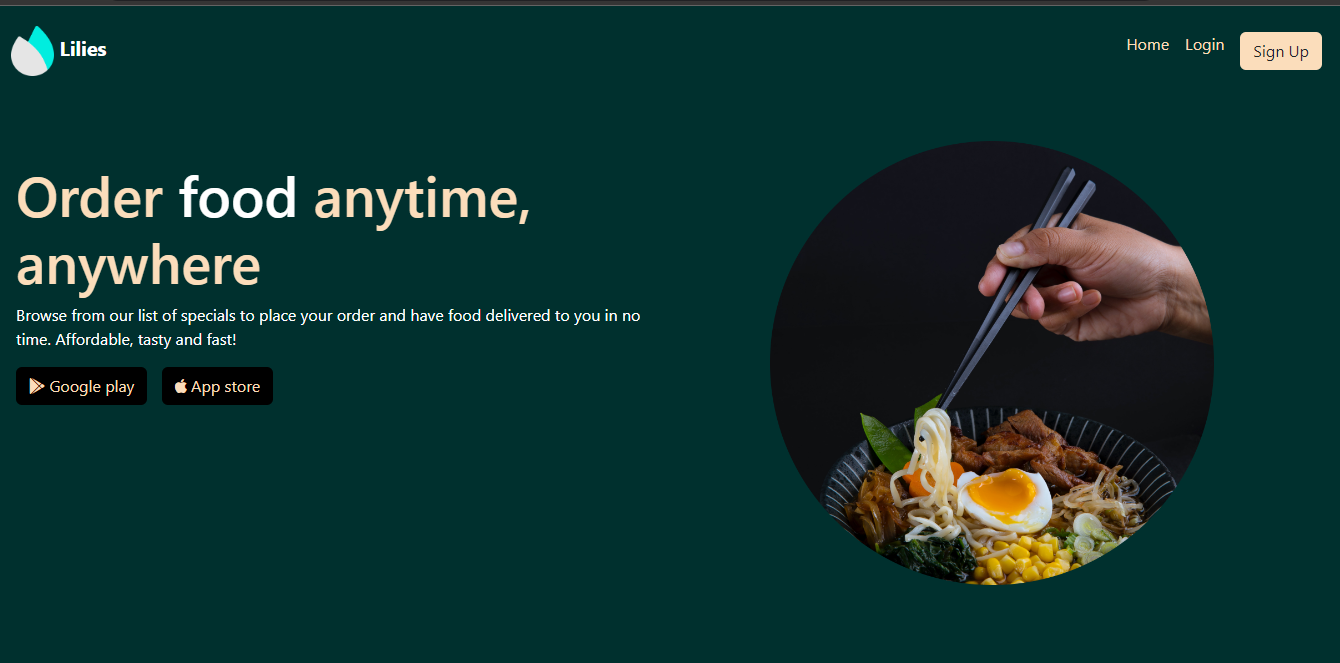 Lilies
Home Login Sign Up
Order food anytime,
anywhere
Browse from our list of specials to place your order and have food delivered to you in no
time. Affordable, tasty and fast!
Google play App store